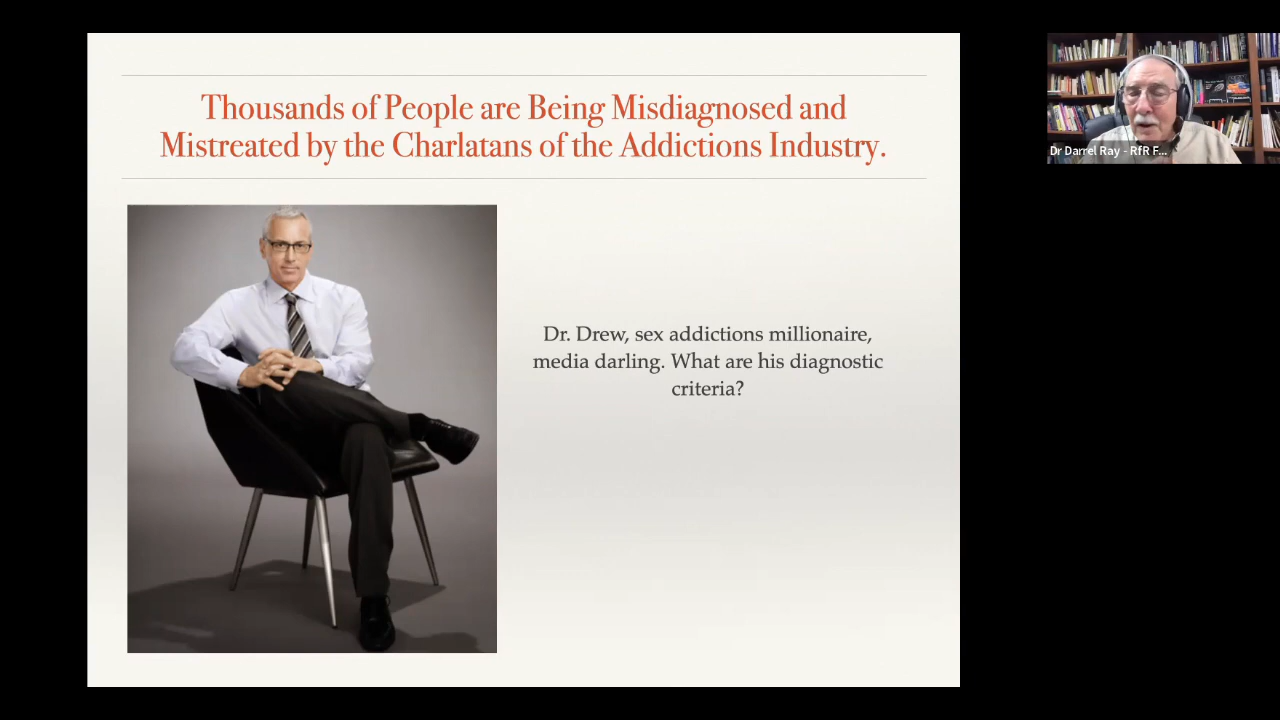 Thousands of People are Being Misdiagnosed and
Mistreated by the Charlatans of the Addictions Industry.
Dr. Drew, sex addictions millionaire,
media darling. What are his diagnostic
criteria?
Dr Darrel Ray - RfR F...